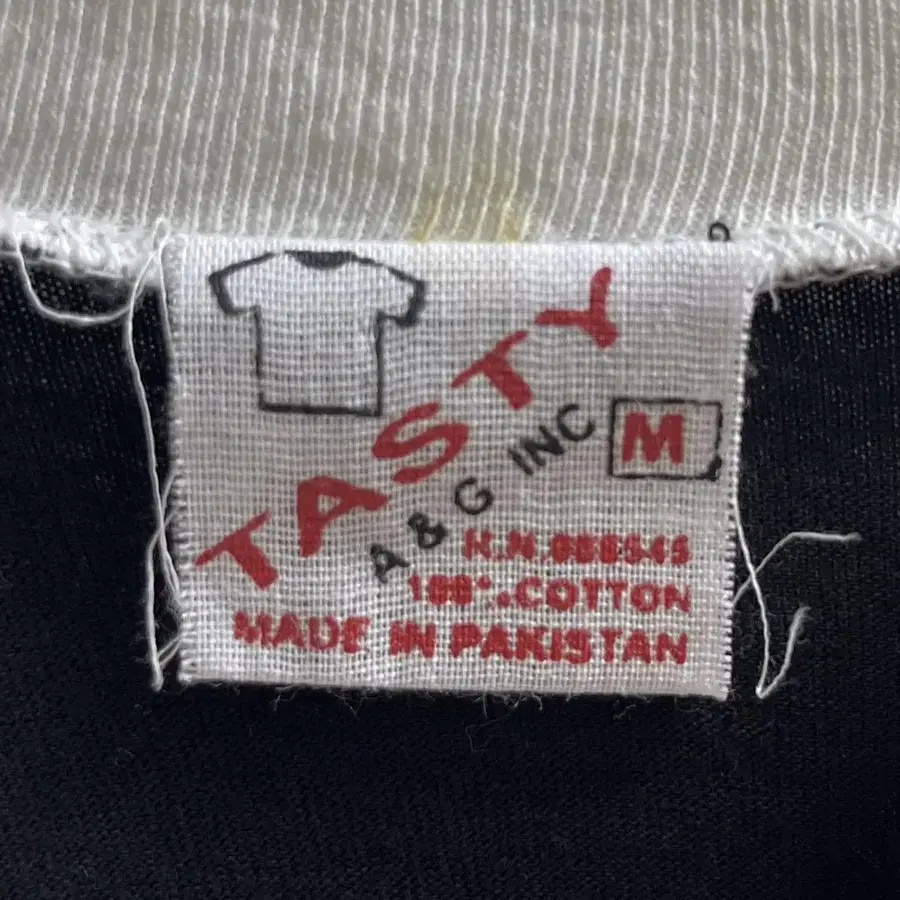 TASTY
A & G INC
M
100%.COTTON
MADE IN PAKISTAN